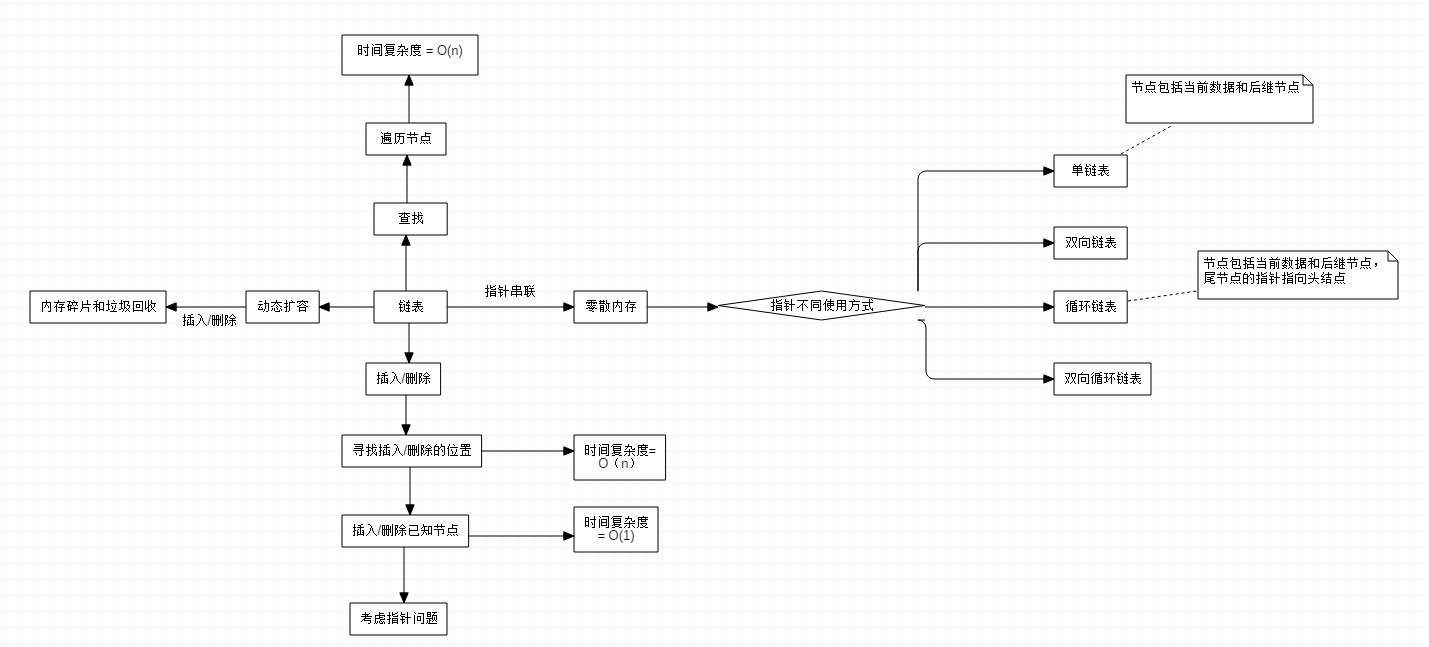 时间复杂度 = O(n)
节点包括当前数据和后继节点
遍历节点
单链表
查找
双向链表
节点包括当前数据和后继节点，
尾节点的指针指向头结点
内存碎片和垃圾回收
插入/删除
动态扩容
链表
指针串联
零散内存
指针不同使用方式
循环链表
插入/删除
双向循环链表
寻找插入/删除的位置
时间复杂度=
O（n）
插入/删除已知节点
时间复杂度
= O(1)
考虑指针问题